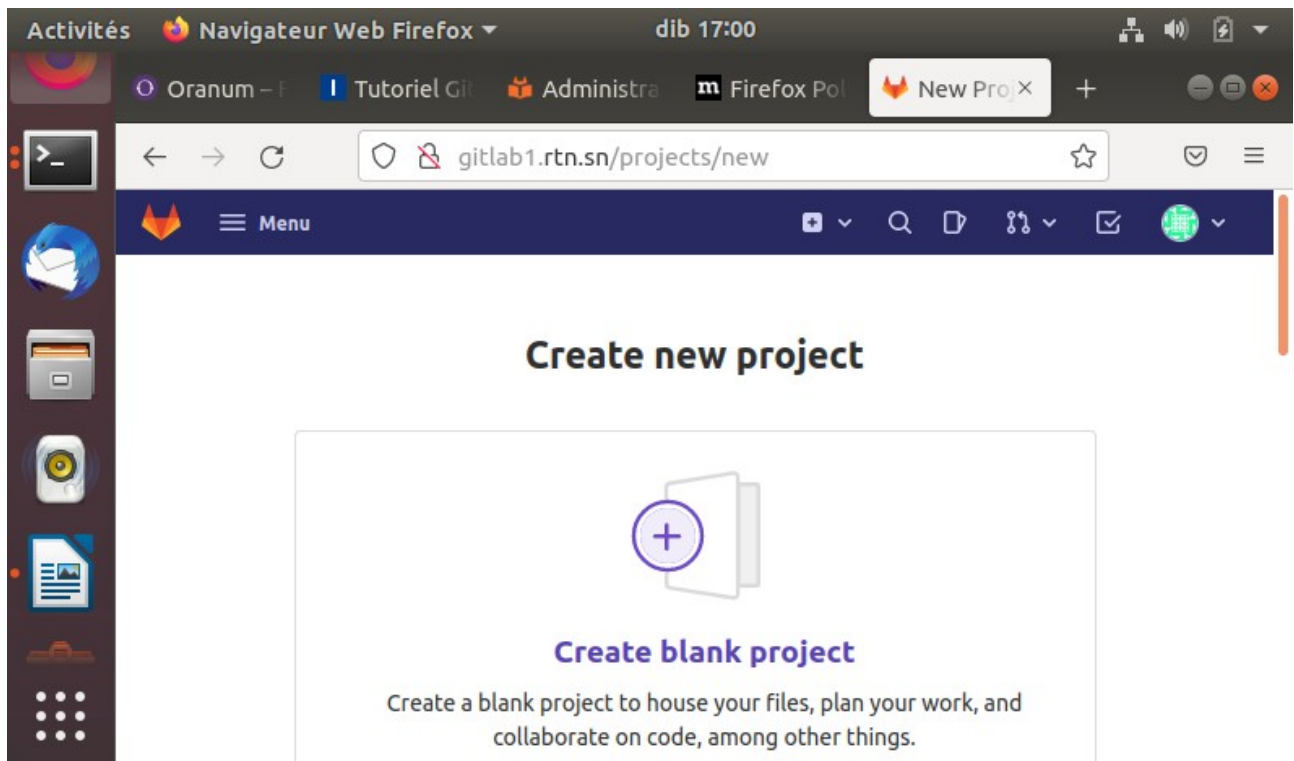 Activités Navigateur Web Firefox dib 17:00
Oranum – F Tutoriel Git Administra m Firefox Pol New Proj
gitlab1.rtn.sn/projects/new
Menu
Create new project
Create blank project
Create a blank project to house your files, plan your work, and
collaborate on code, among other things.